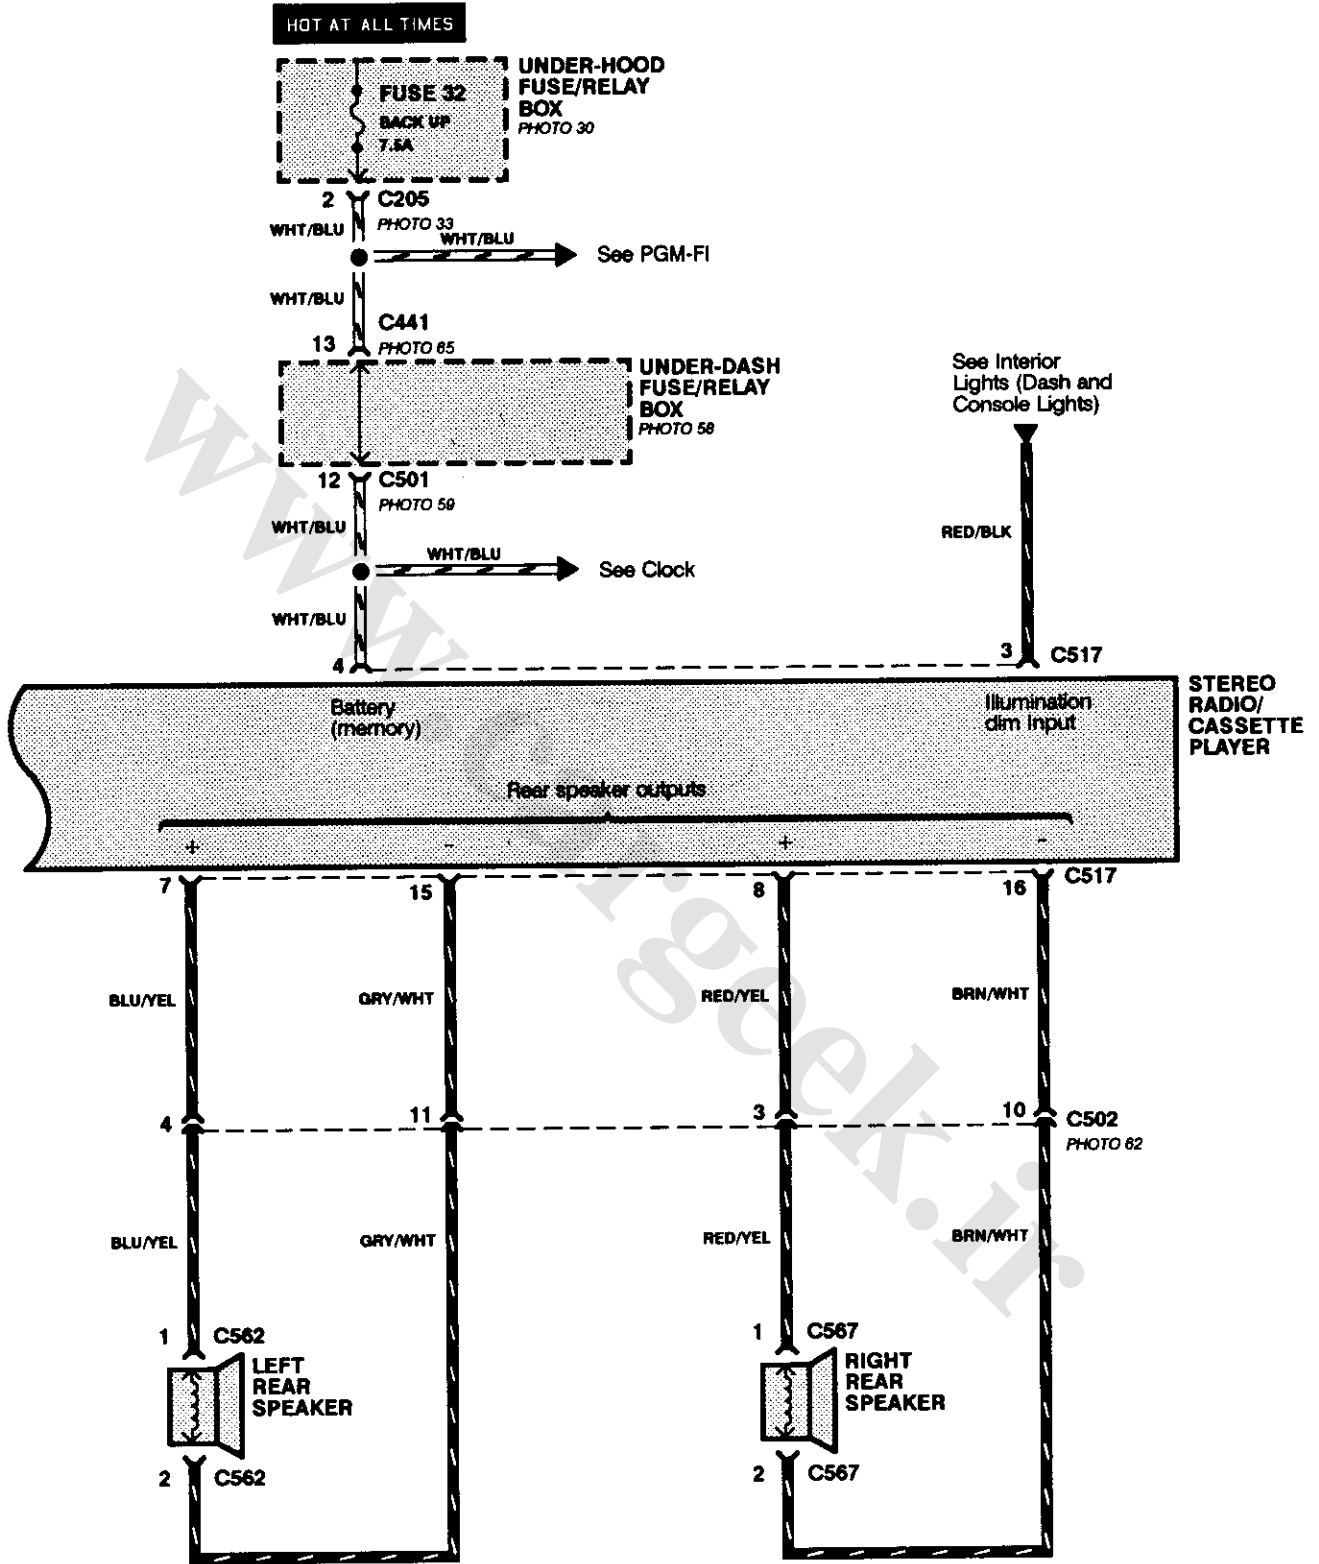 HOT AT ALL TIMES
UNDER-HOOD
FUSE/RELAY
BOX
PHOTO 30
FUSE 32
BACK UP
7.5A
2
C205
PHOTO 33
WHT/BLU
WHT/BLU
See PGM-FI
WHT/BLU
C441
13
PHOTO 65
UNDER-DASH
FUSE/RELAY
BOX
PHOTO 58
See Interior
Lights (Dash and
Console Lights)
12
C501
PHOTO 59
WHT/BLU
RED/BLK
WHT/BLU
See Clock
WHT/BLU
4
3
C517
STEREO
RADIO/
CASSETTE
PLAYER
Battery
(memory)
Illumination
dim input
Rear speaker outputs
+
-
+
-
7
15
8
16
C517
BLU/YEL
GRY/WHT
RED/YEL
BRN/WHT
4
11
3
10
C502
PHOTO 62
BLU/YEL
GRY/WHT
RED/YEL
BRN/WHT
1
C562
1
C567
LEFT
REAR
SPEAKER
RIGHT
REAR
SPEAKER
2
C562
2
C567
www.cargeek.ir